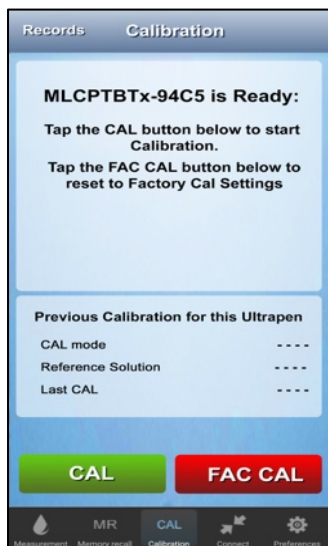 Records Calibration
MLCPTBTx-94C5 is Ready:
Tap the CAL button below to start
Calibration.
Tap the FAC CAL button below to
reset to Factory Cal Settings
Previous Calibration for this Ultrapen
CAL mode ----
Reference Solution ----
Last CAL ----
CAL FAC CAL
MR CAL
Measurement Memory recall Calibration Connect Preferences